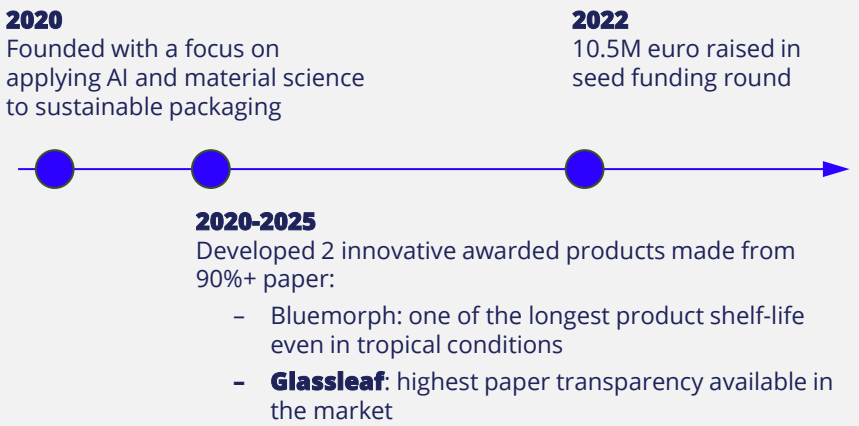 2020
Founded with a focus on
applying AI and material science
to sustainable packaging
2022
10.5M euro raised in
seed funding round
2020-2025
Developed 2 innovative awarded products made from
90%+ paper:
– Bluemorph: one of the longest product shelf-life
even in tropical conditions
– Glassleaf: highest paper transparency available in
the market